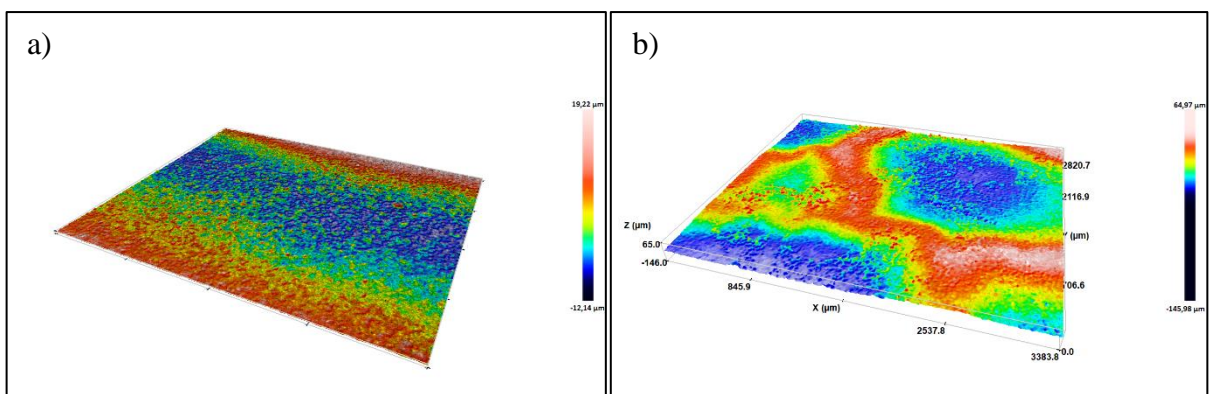 a)
19,22 µm
-12,14 µm
b)
64,97 µm
-145,98 µm
Z (µm)
65.0
-146.0
845.9
X (µm)
2537.8
3383.8
2820.7
2116.9
Y (µm)
706.6
0.0